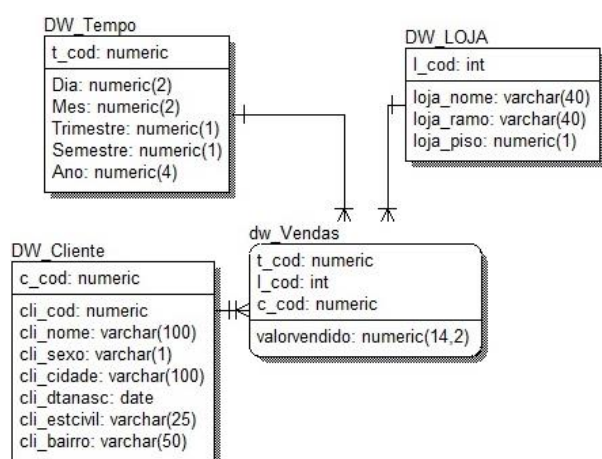 DW_Tempo
t_cod: numeric
Dia: numeric(2)
Mes: numeric(2)
Trimestre: numeric(1)
Semestre: numeric(1)
Ano: numeric(4)
DW_LOJA
l_cod: int
loja_nome: varchar(40)
loja_ramo: varchar(40)
loja_piso: numeric(1)
DW_Cliente
c_cod: numeric
cli_cod: numeric
cli_nome: varchar(100)
cli_sexo: varchar(1)
cli_cidade: varchar(100)
cli_dtanasc: date
cli_estcivil: varchar(25)
cli_bairro: varchar(50)
dw_Vendas
t_cod: numeric
l_cod: int
c_cod: numeric
valorvendido: numeric(14,2)